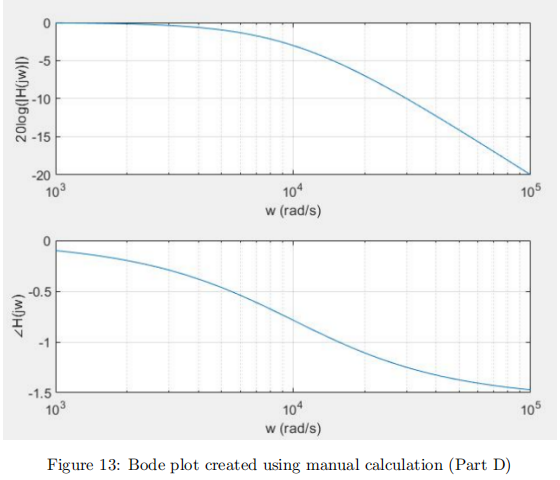 0
-5
-10
-15
-20
20log(|H(jw)|)
10³ 10⁴ 10⁵
w (rad/s)
0
-0.5
-1
-1.5
∠H(jw)
10³ 10⁴ 10⁵
w (rad/s)
Figure 13: Bode plot created using manual calculation (Part D)